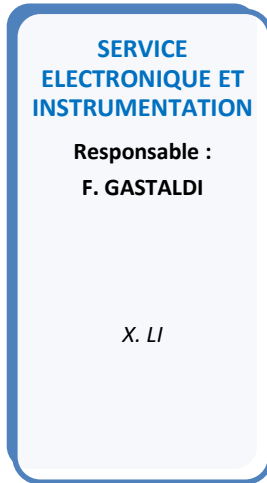 SERVICE
ELECTRONIQUE ET
INSTRUMENTATION
Responsable :
F. GASTALDI
X. LI